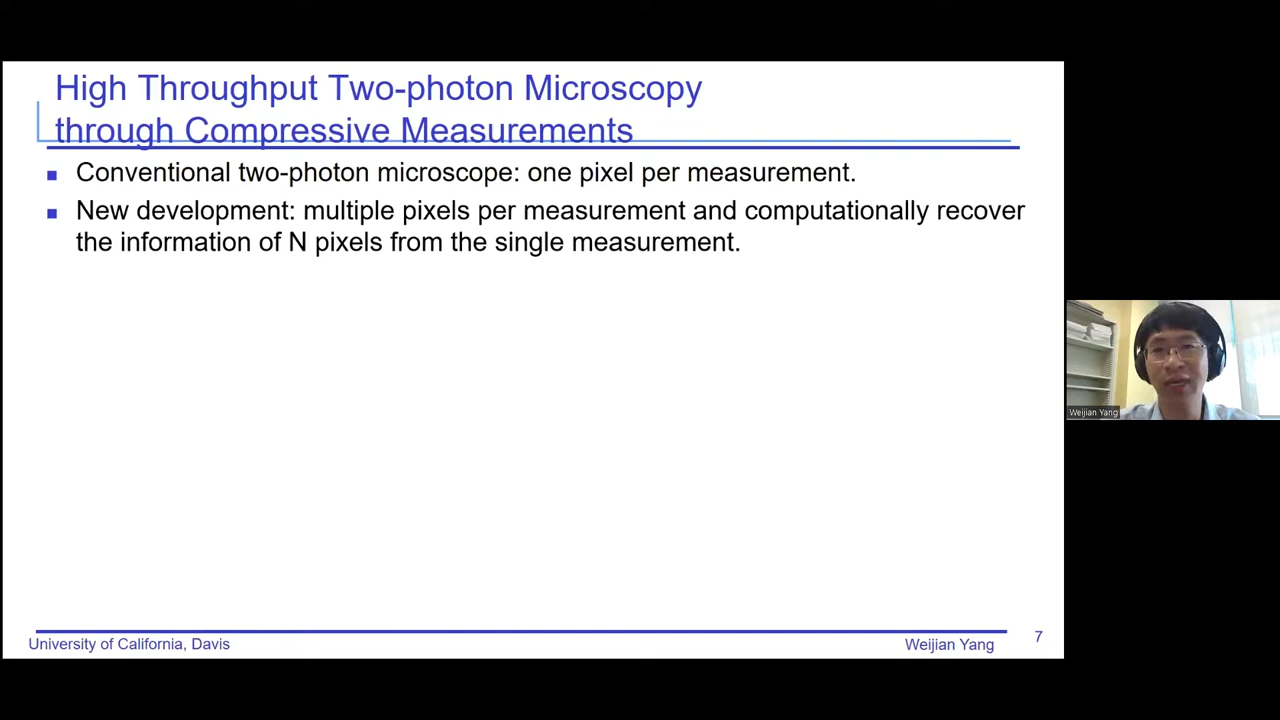 High Throughput Two-photon Microscopy
through Compressive Measurements
Conventional two-photon microscope: one pixel per measurement.
New development: multiple pixels per measurement and computationally recover
the information of N pixels from the single measurement.
Weijian Yang
University of California, Davis
Weijian Yang
7